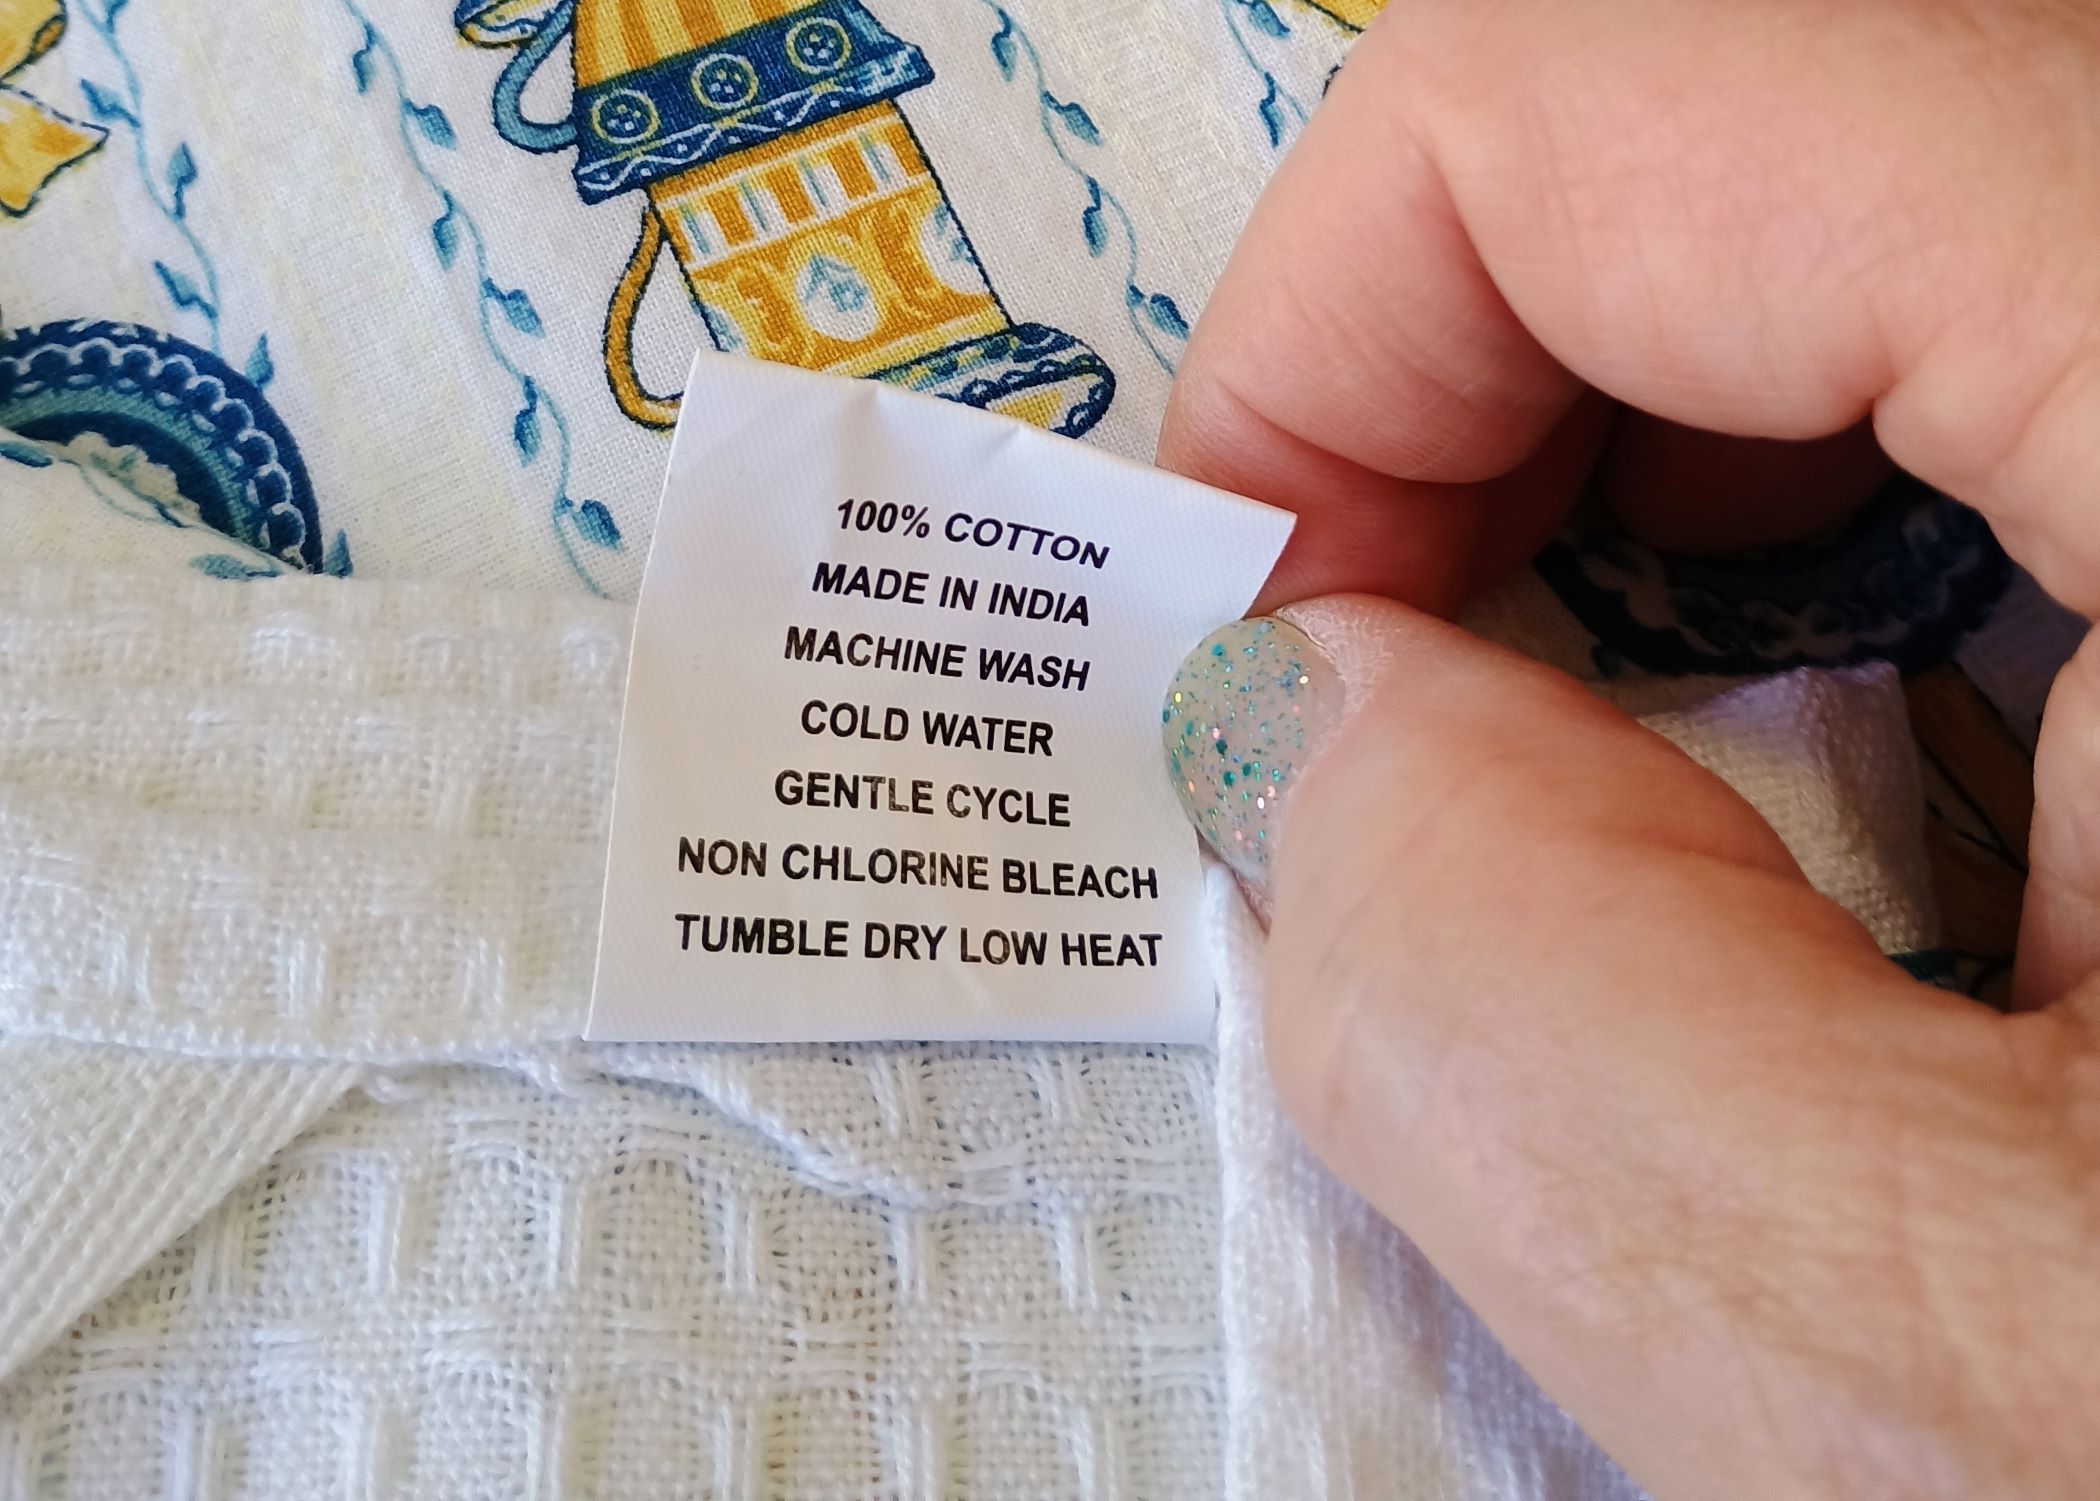 100% COTTON
MADE IN INDIA
MACHINE WASH
COLD WATER
GENTLE CYCLE
NON CHLORINE BLEACH
TUMBLE DRY LOW HEAT